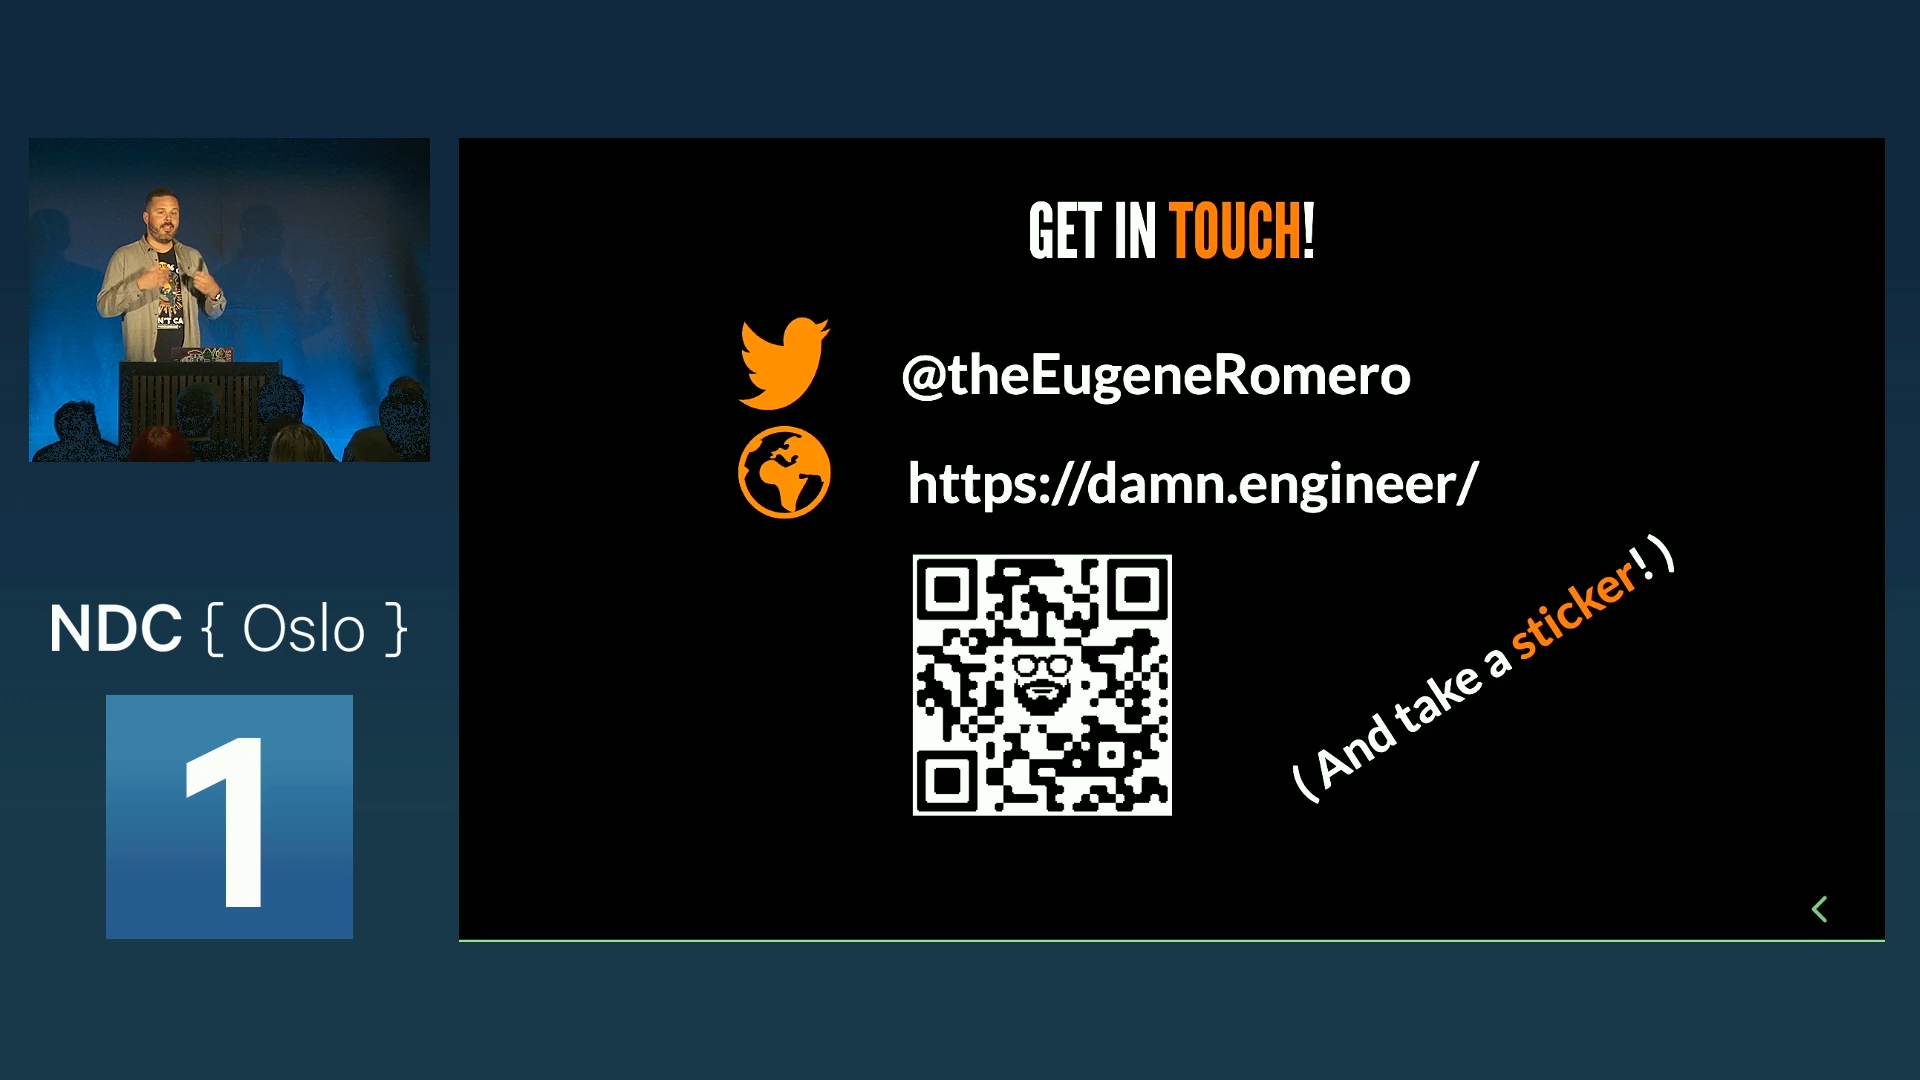 GET IN TOUCH!
@theEugeneRomero
https://damn.engineer/
( And take a sticker! )
NDC { Oslo }
1